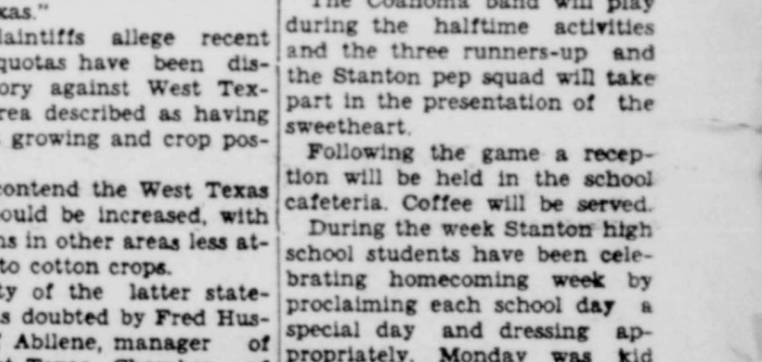 xas."
laintiffs allege recent
quotas have been dis-
ory against West Tex-
rea described as having
growing and crop pos-
contend the West Texas
ould be increased, with
ns in other areas less at-
to cotton crops.
ty of the latter state-
s doubted by Fred Hus-
Abilene, manager of
The Coahoma band will play
during the halftime activities
and the three runners-up and
the Stanton pep squad will take
part in the presentation of the
sweetheart.
Following the game a recep-
tion will be held in the school
cafeteria. Coffee will be served.
During the week Stanton high
school students have been cele-
brating homecoming week by
proclaiming each school day a
special day and dressing ap-
propriately. Monday was kid